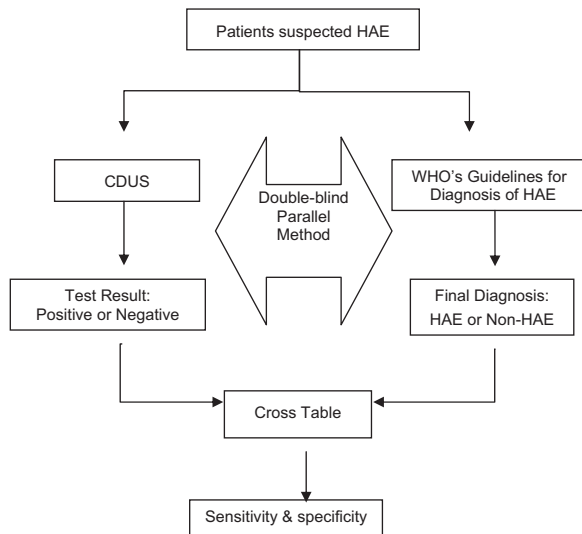 Patients suspected HAE
CDUS
Double-blind
Parallel
Method
WHO's Guidelines for
Diagnosis of HAE
Test Result:
Positive or Negative
Final Diagnosis:
HAE or Non-HAE
Cross Table
Sensitivity & specificity